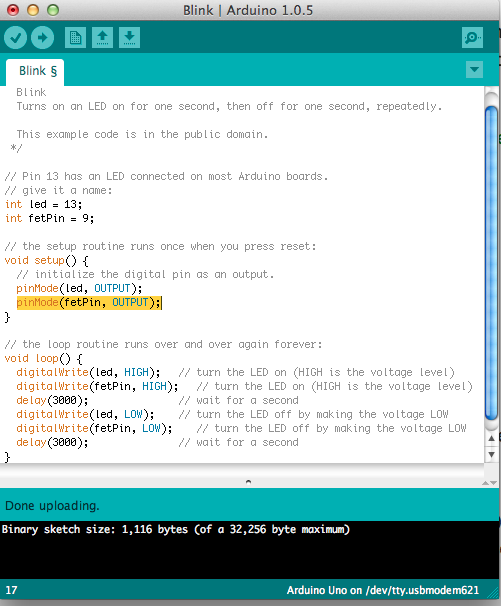 Blink | Arduino 1.0.5
Blink §
Blink
Turns on an LED on for one second, then off for one second, repeatedly.
This example code is in the public domain.
*/
// Pin 13 has an LED connected on most Arduino boards.
// give it a name:
int led = 13;
int fetPin = 9;
// the setup routine runs once when you press reset:
void setup() {
// initialize the digital pin as an output.
pinMode(led, OUTPUT);
pinMode(fetPin, OUTPUT);
}
// the loop routine runs over and over again forever:
void loop() {
digitalWrite(led, HIGH);   // turn the LED on (HIGH is the voltage level)
digitalWrite(fetPin, HIGH);   // turn the LED on (HIGH is the voltage level)
delay(3000);               // wait for a second
digitalWrite(led, LOW);    // turn the LED off by making the voltage LOW
digitalWrite(fetPin, LOW);    // turn the LED off by making the voltage LOW
delay(3000);               // wait for a second
}
Done uploading.
Binary sketch size: 1,116 bytes (of a 32,256 byte maximum)
17 Arduino Uno on /dev/tty.usbmodem621